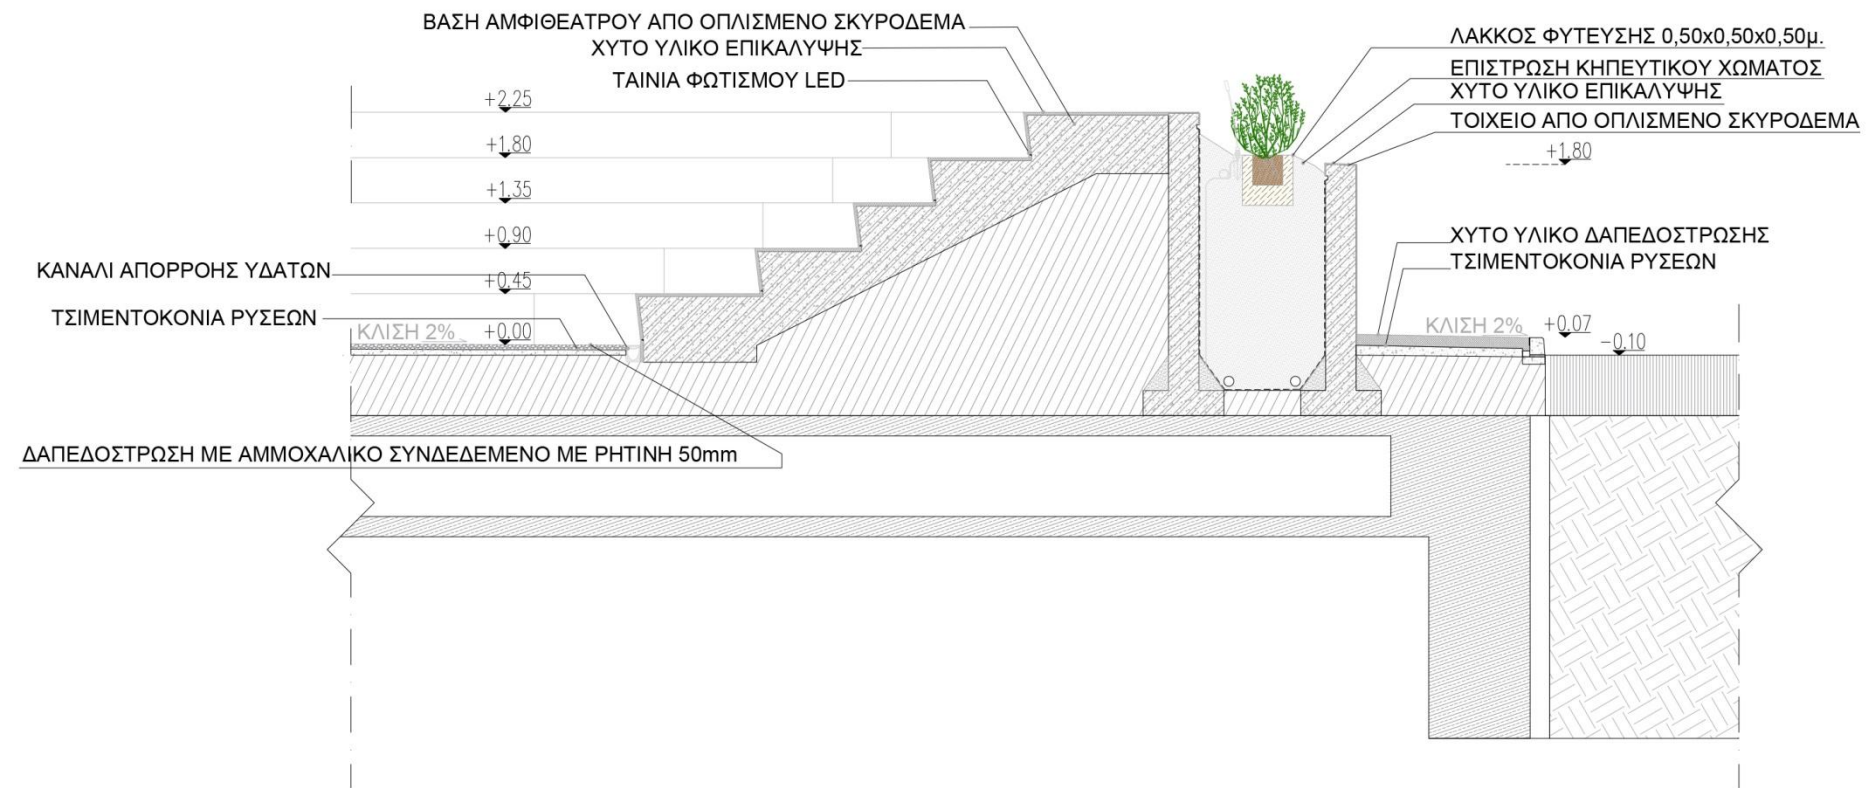 ΒΑΣΗ ΑΜΦΙΘΕΑΤΡΟΥ ΑΠΟ ΟΠΛΙΣΜΕΝΟ ΣΚΥΡΟΔΕΜΑ
ΧΥΤΟ ΥΛΙΚΟ ΕΠΙΚΑΛΥΨΗΣ
ΤΑΙΝΙΑ ΦΩΤΙΣΜΟΥ LED
ΛΑΚΚΟΣ ΦΥΤΕΥΣΗΣ 0,50x0,50x0,50μ.
ΕΠΙΣΤΡΩΣΗ ΚΗΠΕΥΤΙΚΟΥ ΧΩΜΑΤΟΣ
ΧΥΤΟ ΥΛΙΚΟ ΕΠΙΚΑΛΥΨΗΣ
ΤΟΙΧΕΙΟ ΑΠΟ ΟΠΛΙΣΜΕΝΟ ΣΚΥΡΟΔΕΜΑ
+1.80
+2.25
+1.80
+1.35
+0.90
+0.45
+0.00
ΚΑΝΑΛΙ ΑΠΟΡΡΟΗΣ ΥΔΑΤΩΝ
ΤΣΙΜΕΝΤΟΚΟΝΙΑ ΡΥΣΕΩΝ
ΚΛΙΣΗ 2%
ΧΥΤΟ ΥΛΙΚΟ ΔΑΠΕΔΟΣΤΡΩΣΗΣ
ΤΣΙΜΕΝΤΟΚΟΝΙΑ ΡΥΣΕΩΝ
ΚΛΙΣΗ 2%
+0.07
-0.10
ΔΑΠΕΔΟΣΤΡΩΣΗ ΜΕ ΑΜΜΟΧΑΛΙΚΟ ΣΥΝΔΕΔΕΜΕΝΟ ΜΕ ΡΗΤΙΝΗ 50mm